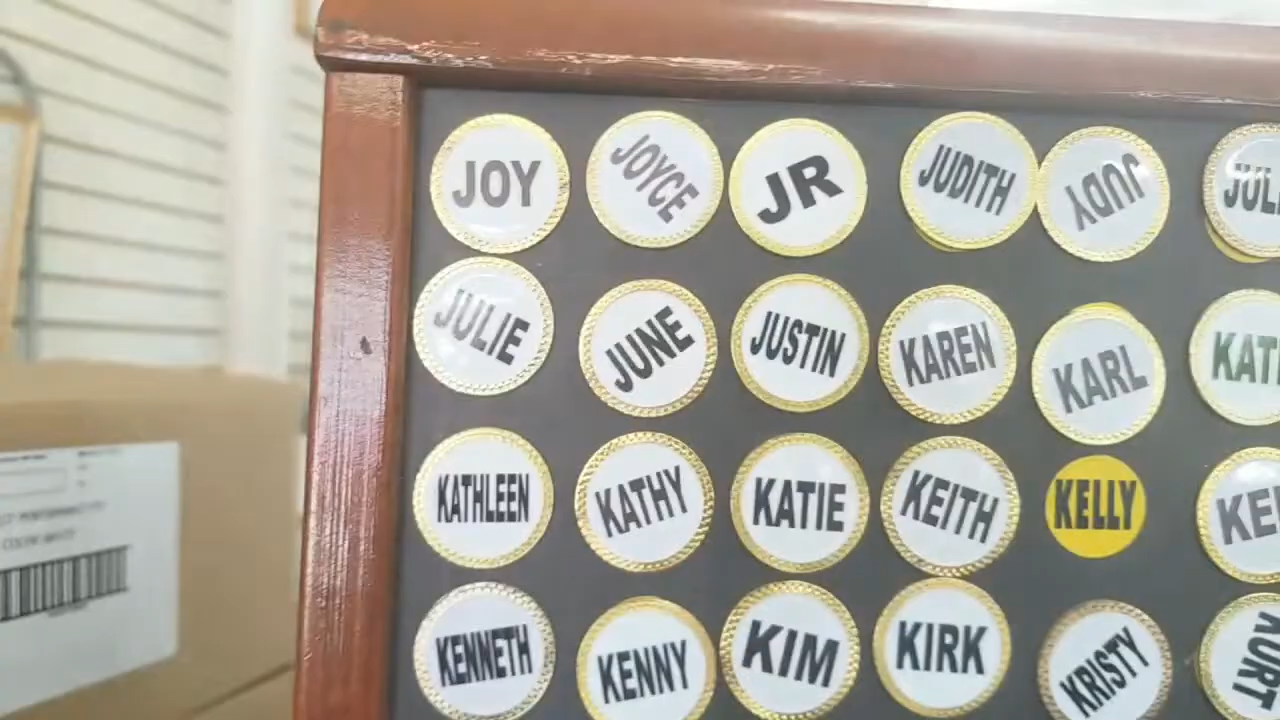 JOY
JOYCE
JR
JUDITH
JUDY
JULIE
JUNE
JUSTIN
KAREN
KARL
KATHLEEN
KATHY
KATIE
KEITH
KELLY
KENNETH
KENNY
KIM
KIRK
KRISTY
KURT